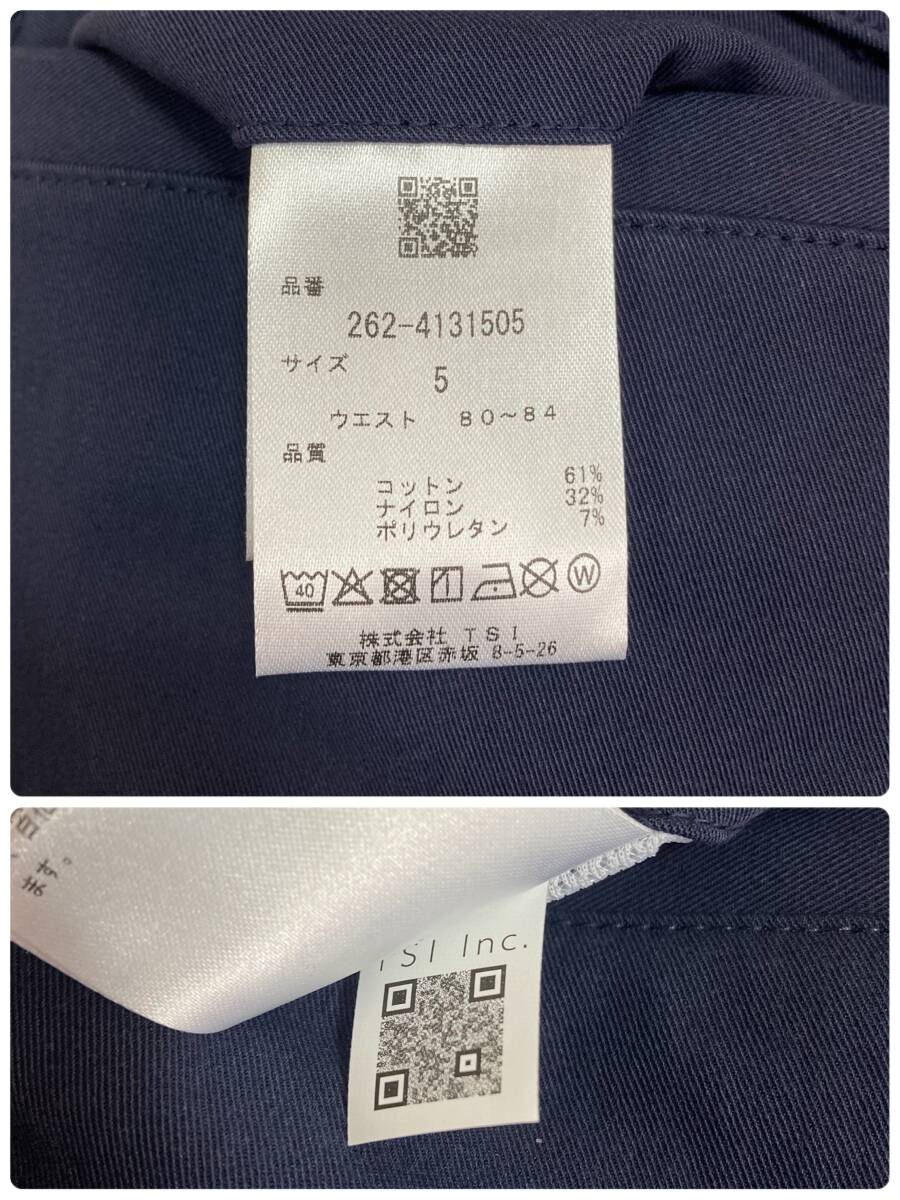 品番
262-4131505
サイズ
5
ウエスト 80～84
品質
コットン 61%
ナイロン 32%
ポリウレタン 7%
40
W
株式会社 TSI
東京都港区赤坂 8-5-26
TSI Inc.